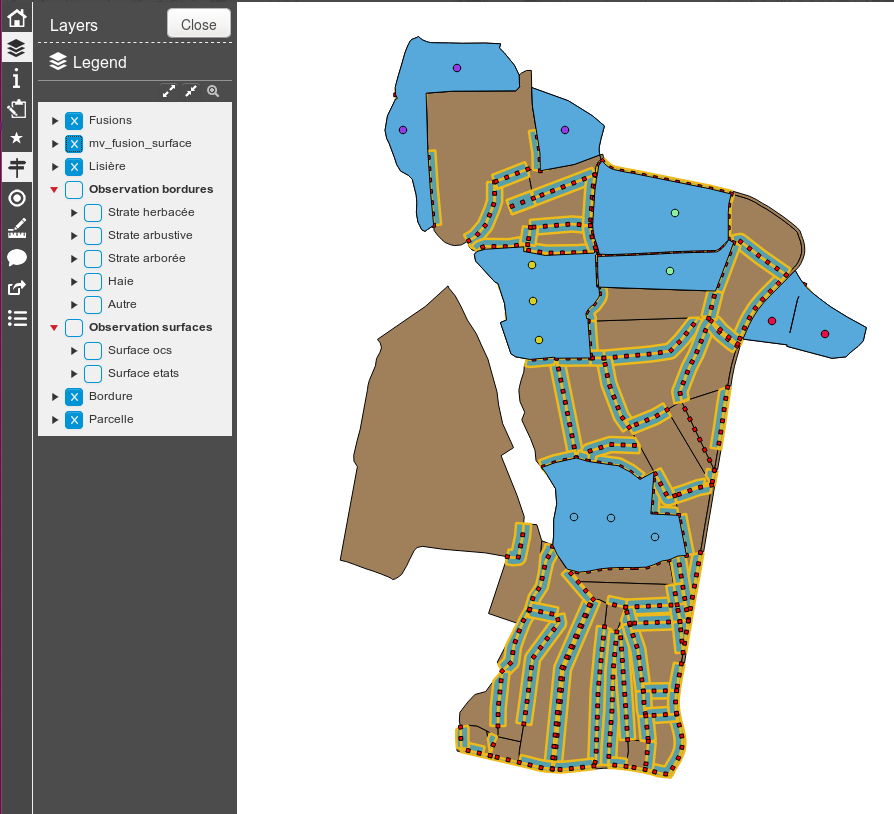 Layers
Close
Legend
Fusions
mv_fusion_surface
Lisière
Observation bordures
Strate herbacée
Strate arbustive
Strate arborée
Haie
Autre
Observation surfaces
Surface ocs
Surface etats
Bordure
Parcelle